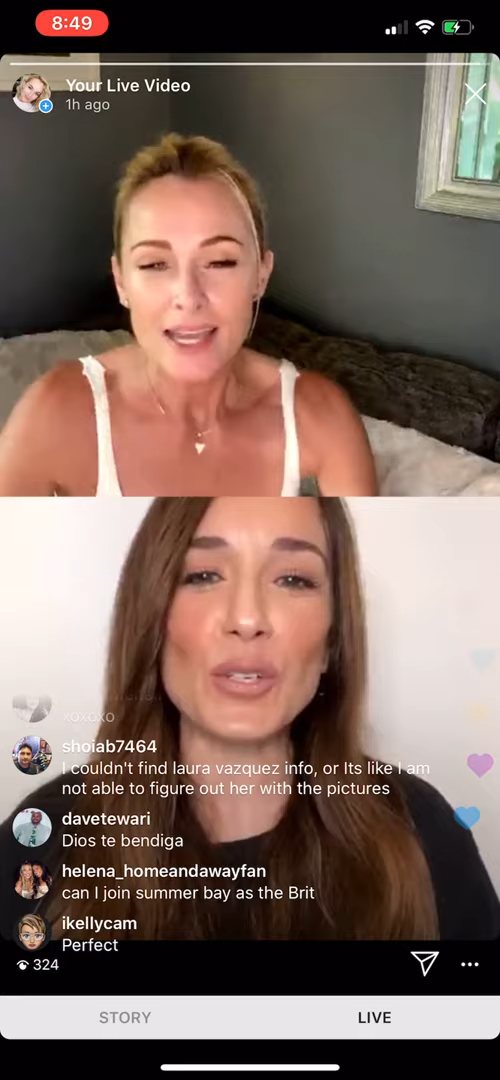 8:49
Your Live Video
1h ago
xoxoxo
shoiab7464
I couldn't find laura vazquez info, or Its like I am
not able to figure out her with the pictures
davetewari
Dios te bendiga
helena_homeandawayfan
can I join summer bay as the Brit
ikellycam
Perfect
324
STORY
LIVE